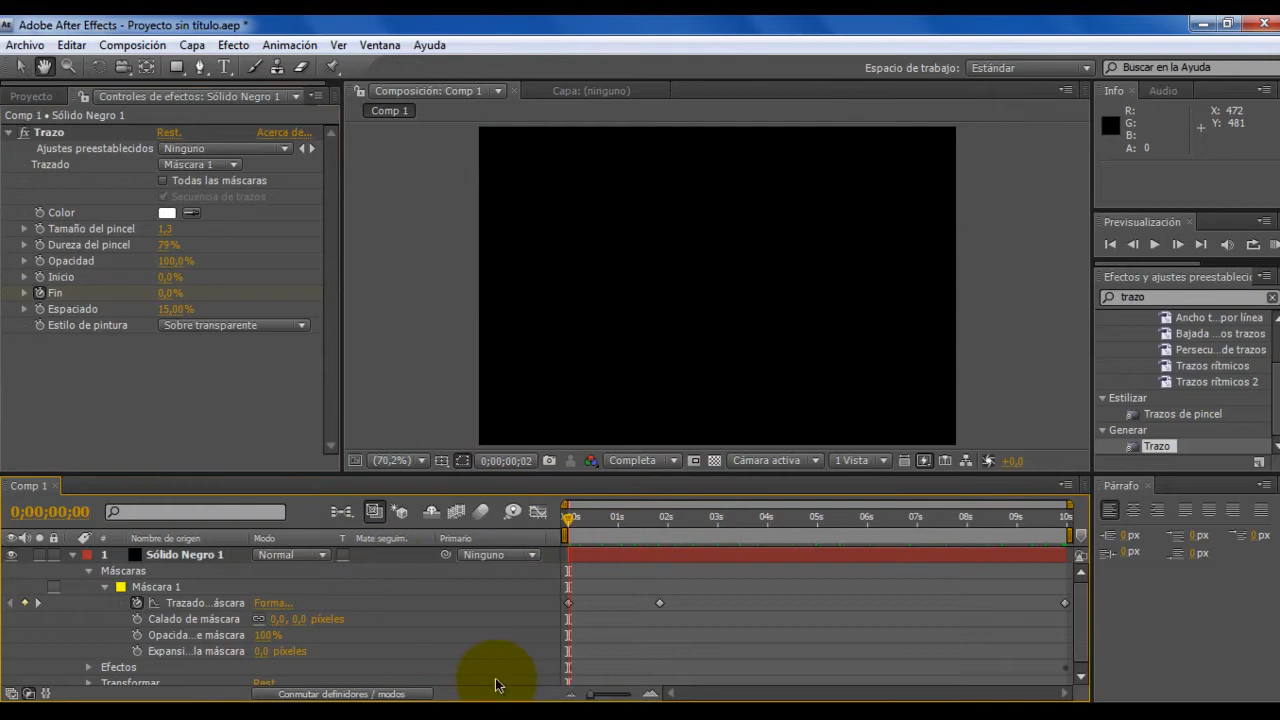 Adobe After Effects - Proyecto sin título.aep *
Archivo Editar Composición Capa Efecto Animación Ver Ventana Ayuda
Espacio de trabajo: Estándar Buscar en la Ayuda
Proyecto Controles de efectos: Sólido Negro 1
Comp 1 • Sólido Negro 1
fx Trazo Rest. Acerca de...
Ajustes preestablecidos Ninguno
Trazado Máscara 1
Todas las máscaras
Secuencia de trazos
Color
Tamaño del pincel 1,3
Dureza del pincel 79%
Opacidad 100,0%
Inicio 0,0%
Fin 0,0%
Espaciado 15,00%
Estilo de pintura Sobre transparente
Composición: Comp 1 Capa: (ninguno)
Comp 1
(70,2%) 0;00;00;02 Completa Cámara activa 1 Vista +0,0
Info Audio
R: X: 472
G: Y: 481
B:
A: 0
Previsualización
Efectos y ajustes preestableci
trazo
Ancho t...por línea
Bajada ...os trazos
Persecu...de trazos
Trazos rítmicos
Trazos rítmicos 2
Estilizar
Trazos de pincel
Generar
Trazo
Comp 1
0;00;00;00
01s 02s 03s 04s 05s 06s 07s 08s 09s 10s
# Nombre de origen Modo T Mate seguim. Primario
1 Sólido Negro 1 Normal Ninguno
Máscaras
Máscara 1
Trazado...áscara Forma...
Calado de máscara 0,0, 0,0 píxeles
Opacida...e máscara 100%
Expansi...la máscara 0,0 píxeles
Efectos
Transformar Rest.
Conmutar definidores / modos
Párrafo
0 px 0 px 0 px
0 px 0 px